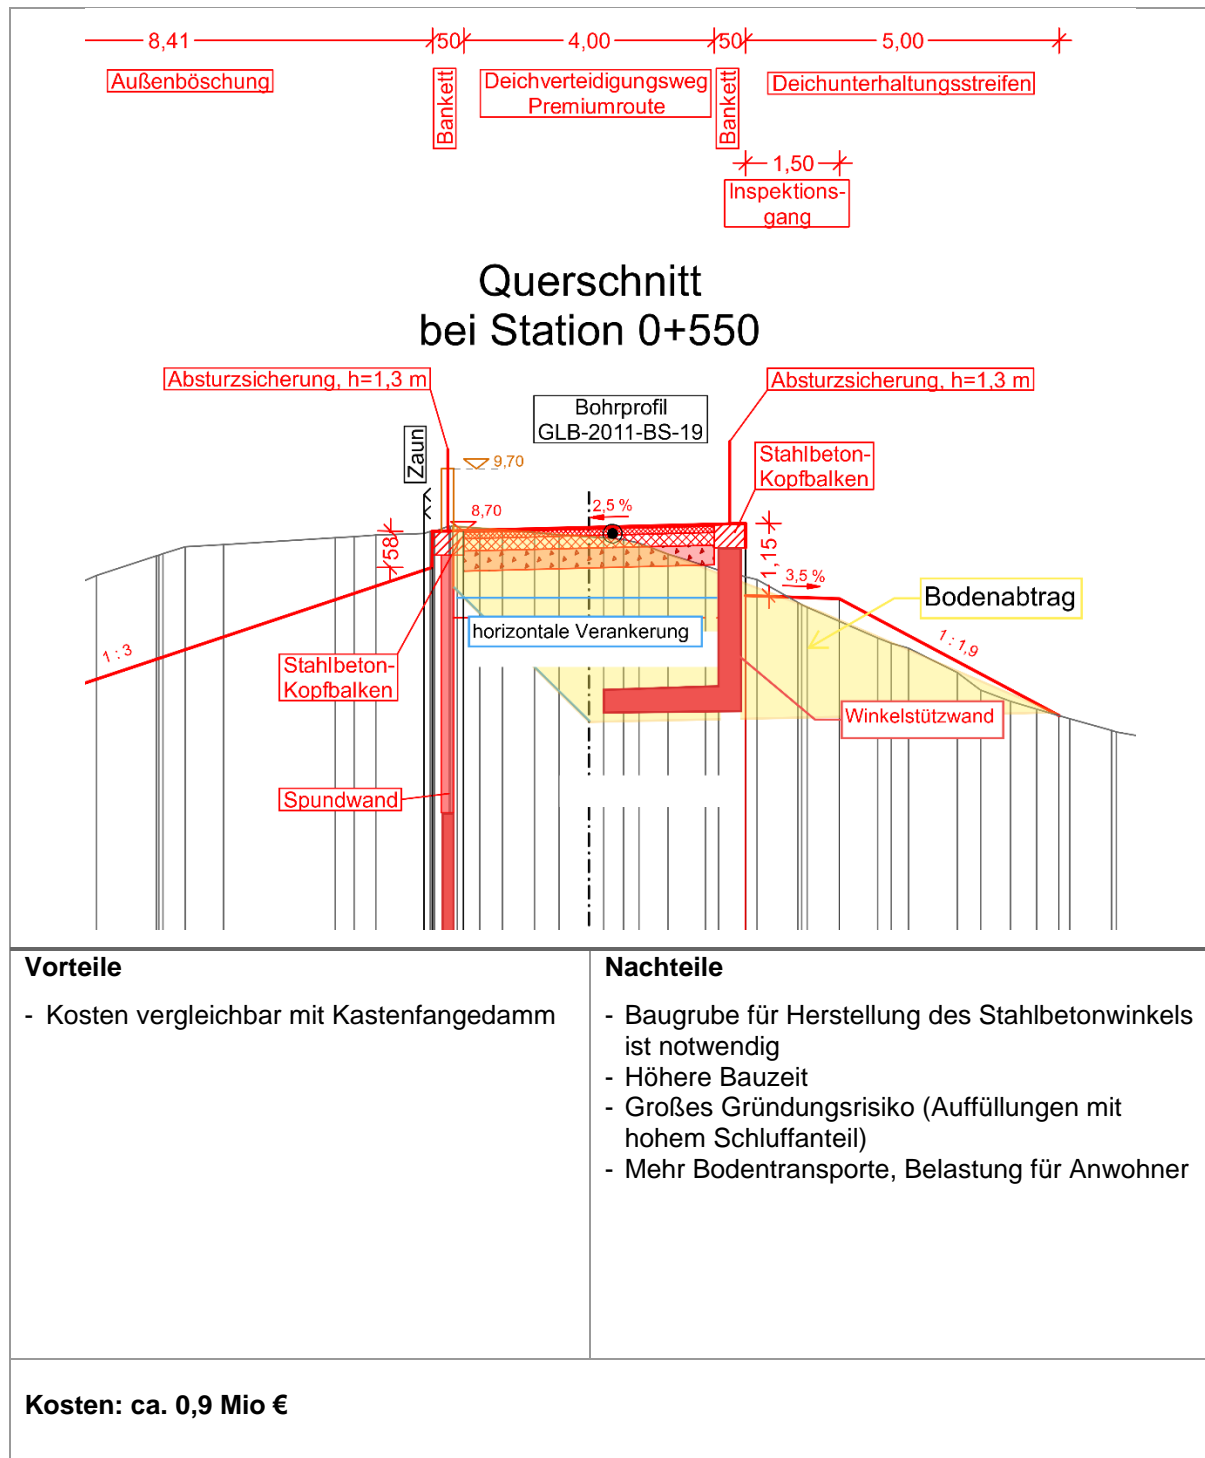 8,41
50
4,00
50
5,00
Außenböschung
Bankett
Deichverteidigungsweg
Premiumroute
Bankett
Deichunterhaltungsstreifen
1,50
Inspektions-
gang
Querschnitt
bei Station 0+550
Absturzsicherung, h=1,3 m
Absturzsicherung, h=1,3 m
Bohrprofil
GLB-2011-BS-19
Zaun
9,70
Stahlbeton-
Kopfbalken
8,70
2,5 %
58
1,15
3,5 %
Bodenabtrag
horizontale Verankerung
1 : 3
1 : 1,9
Stahlbeton-
Kopfbalken
Winkelstützwand
Spundwand
Vorteile
- Kosten vergleichbar mit Kastenfangedamm
Nachteile
- Baugrube für Herstellung des Stahlbetonwinkels
ist notwendig
- Höhere Bauzeit
- Großes Gründungsrisiko (Auffüllungen mit
hohem Schluffanteil)
- Mehr Bodentransporte, Belastung für Anwohner
Kosten: ca. 0,9 Mio €